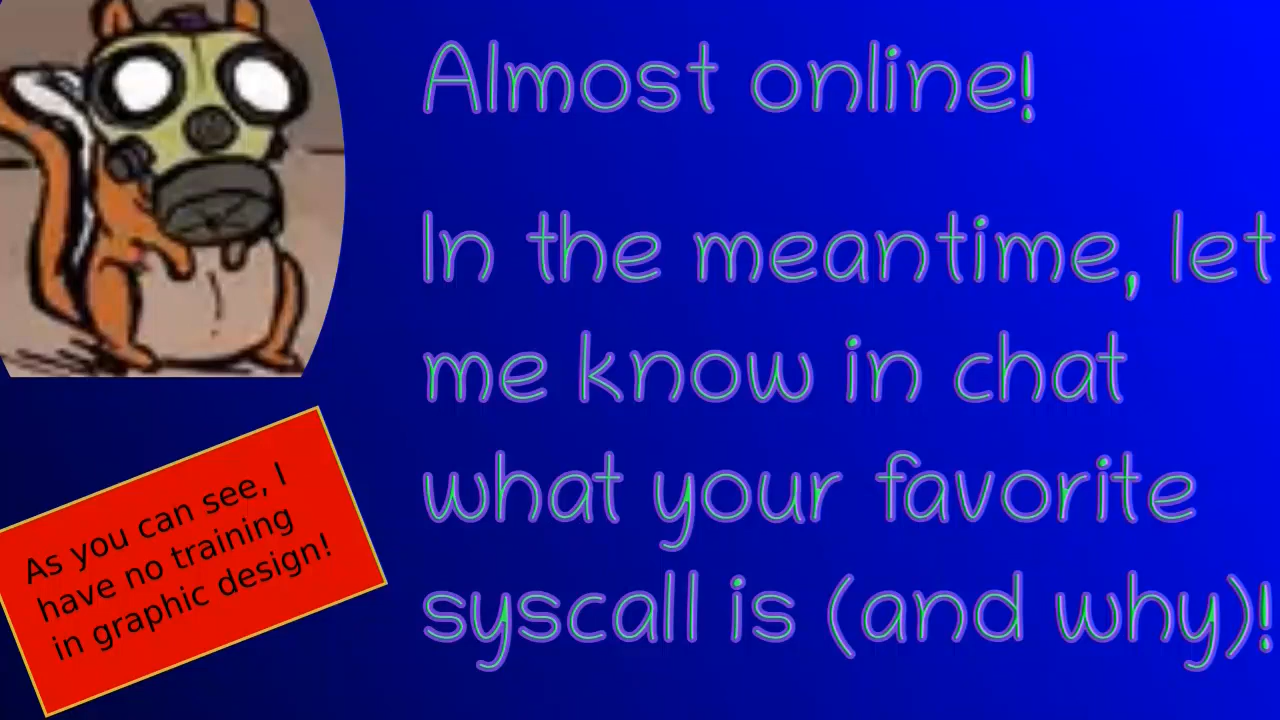 Almost online!
In the meantime, let
me know in chat
what your favorite
syscall is (and why)!
As you can see, I
have no training
in graphic design!